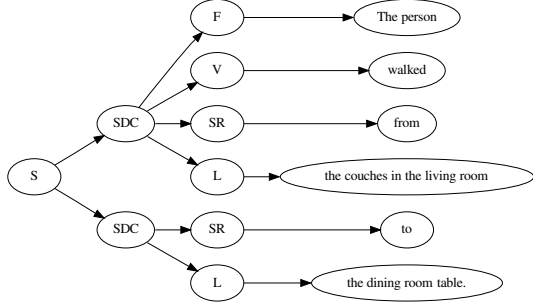 F
The person
V
walked
SDC
SR
from
L
the couches in the living room
S
SDC
SR
to
L
the dining room table.